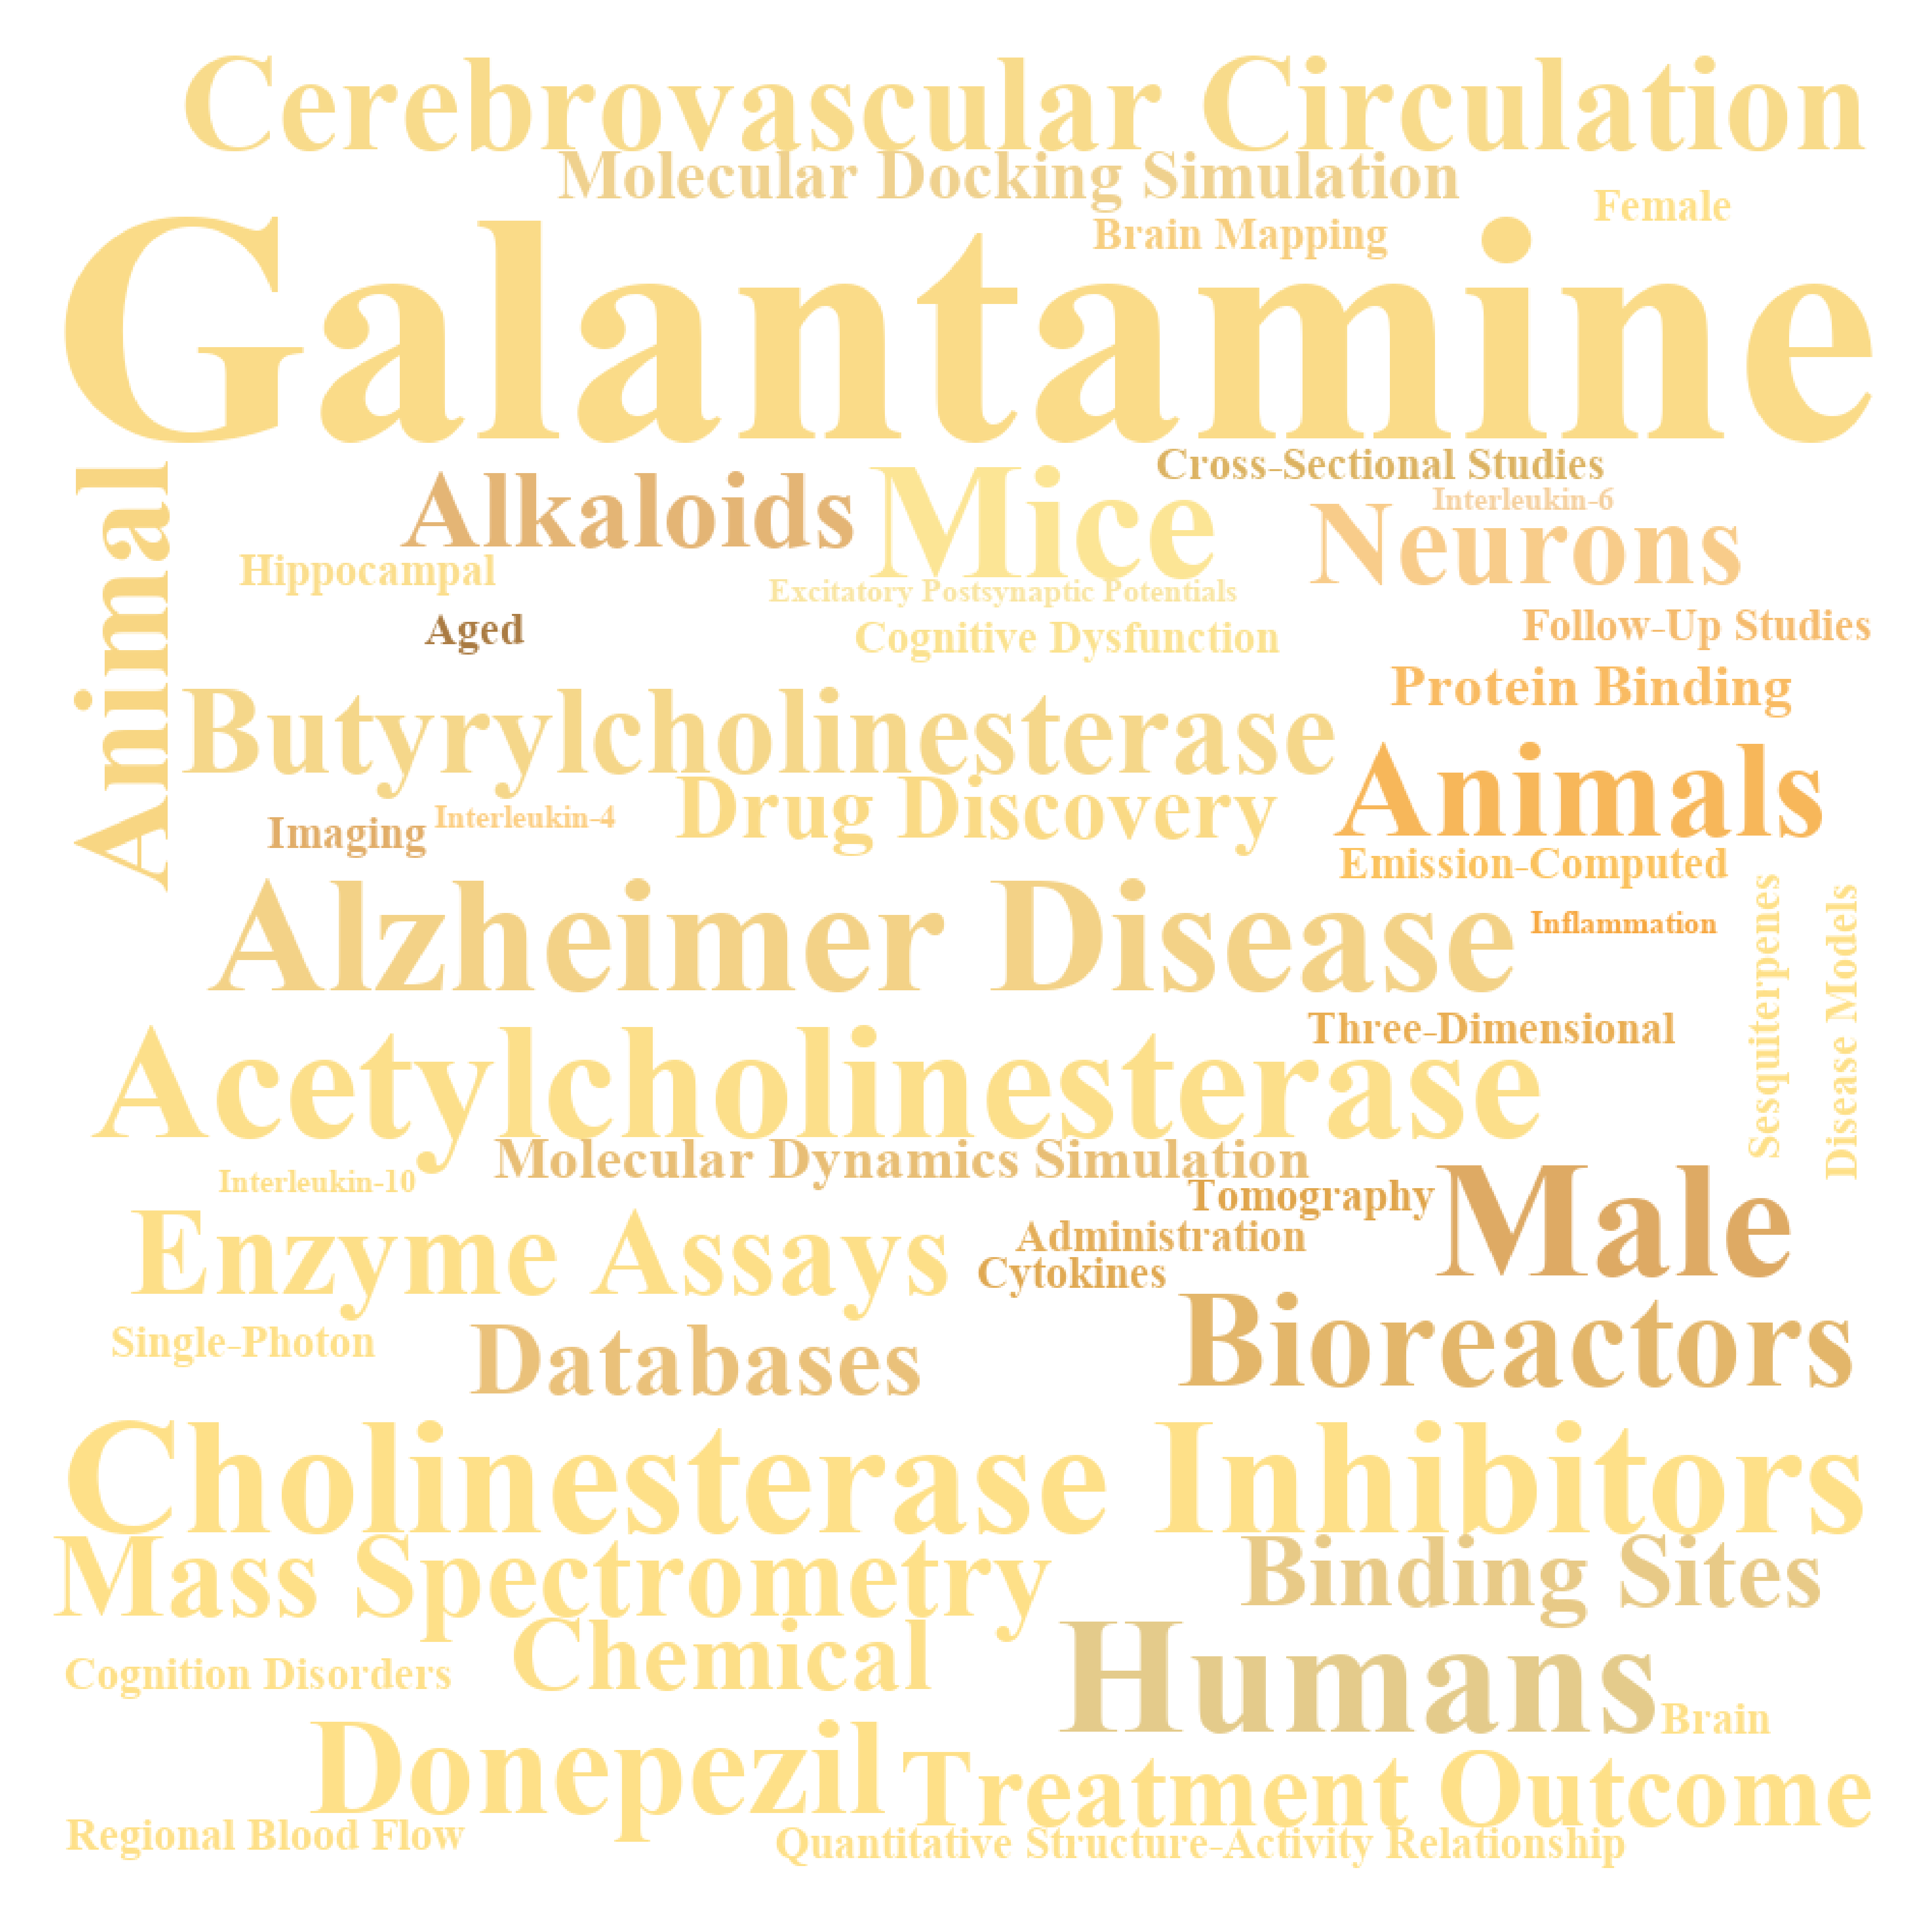 Cerebrovascular Circulation
Molecular Docking Simulation
Female
Brain Mapping
Galantamine
Animal
Alkaloids
Mice
Cross-Sectional Studies
Interleukin-6
Neurons
Hippocampal
Excitatory Postsynaptic Potentials
Aged
Cognitive Dysfunction
Follow-Up Studies
Protein Binding
Butyrylcholinesterase
Drug Discovery
Animals
Imaging
Interleukin-4
Emission-Computed
Alzheimer Disease
Inflammation
Sesquiterpenes
Disease Models
Three-Dimensional
Acetylcholinesterase
Molecular Dynamics Simulation
Interleukin-10
Tomography
Male
Enzyme Assays
Administration
Cytokines
Single-Photon
Databases
Bioreactors
Cholinesterase Inhibitors
Mass Spectrometry
Binding Sites
Chemical
Cognition Disorders
Humans
Brain
Donepezil
Treatment Outcome
Regional Blood Flow
Quantitative Structure-Activity Relationship